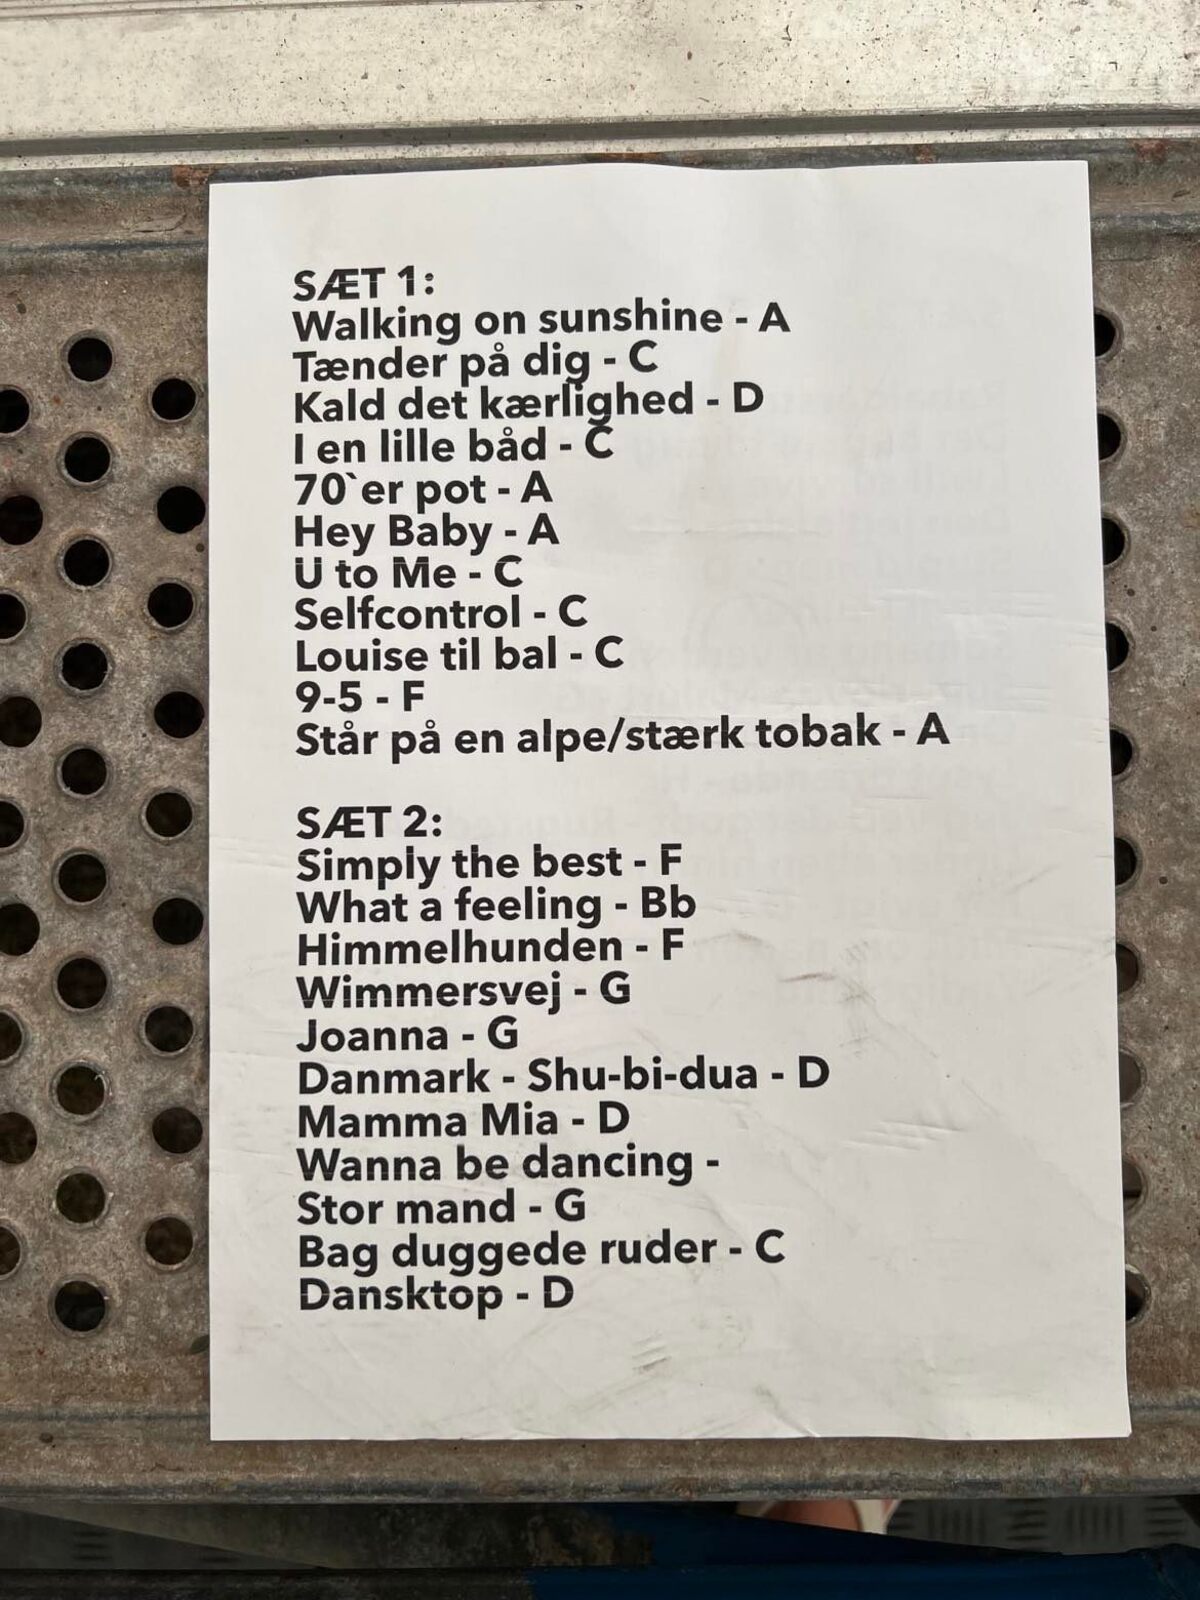 SÆT 1:
Walking on sunshine - A
Tænder på dig - C
Kald det kærlighed - D
I en lille båd - C
70`er pot - A
Hey Baby - A
U to Me - C
Selfcontrol - C
Louise til bal - C
9-5 - F
Står på en alpe/stærk tobak - A
SÆT 2:
Simply the best - F
What a feeling - Bb
Himmelhunden - F
Wimmersvej - G
Joanna - G
Danmark - Shu-bi-dua - D
Mamma Mia - D
Wanna be dancing -
Stor mand - G
Bag duggede ruder - C
Dansktop - D